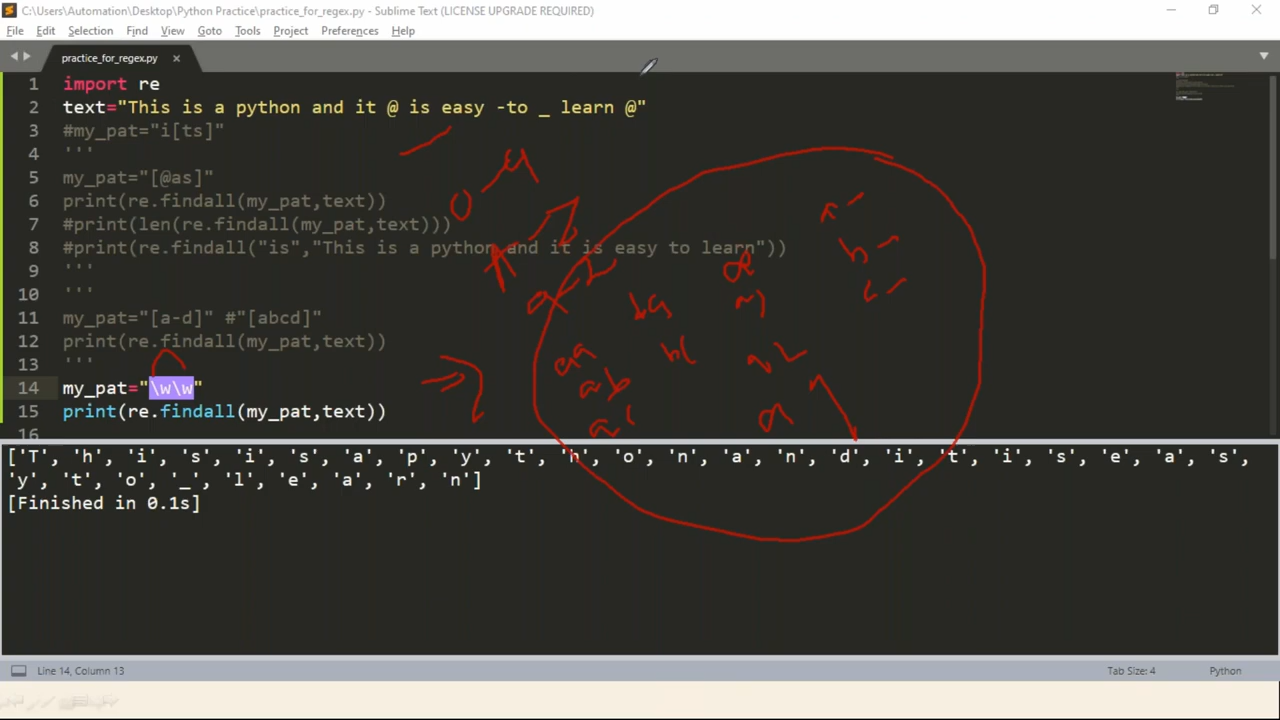 C:\Users\Automation\Desktop\Python Practice\practice_for_regex.py - Sublime Text (LICENSE UPGRADE REQUIRED)
File Edit Selection Find View Goto Tools Project Preferences Help
practice_for_regex.py ×
1 import re
2 text="This is a python and it @ is easy -to _ learn @"
3 #my_pat="i[ts]"
4 '''
5 my_pat="[@as]"
6 print(re.findall(my_pat,text))
7 #print(len(re.findall(my_pat,text)))
8 #print(re.findall("is","This is a python and it is easy to learn"))
9 '''
10 '''
11 my_pat="[a-d]" #"[abcd]"
12 print(re.findall(my_pat,text))
13 '''
14 my_pat="\w\w"
15 print(re.findall(my_pat,text))
16
['T', 'h', 'i', 's', 'i', 's', 'a', 'p', 'y', 't', 'h', 'o', 'n', 'a', 'n', 'd', 'i', 't', 'i', 's', 'e', 'a', 's',
'y', 't', 'o', '_', 'l', 'e', 'a', 'r', 'n']
[Finished in 0.1s]
aa
ab
Line 14, Column 13
Tab Size: 4
Python